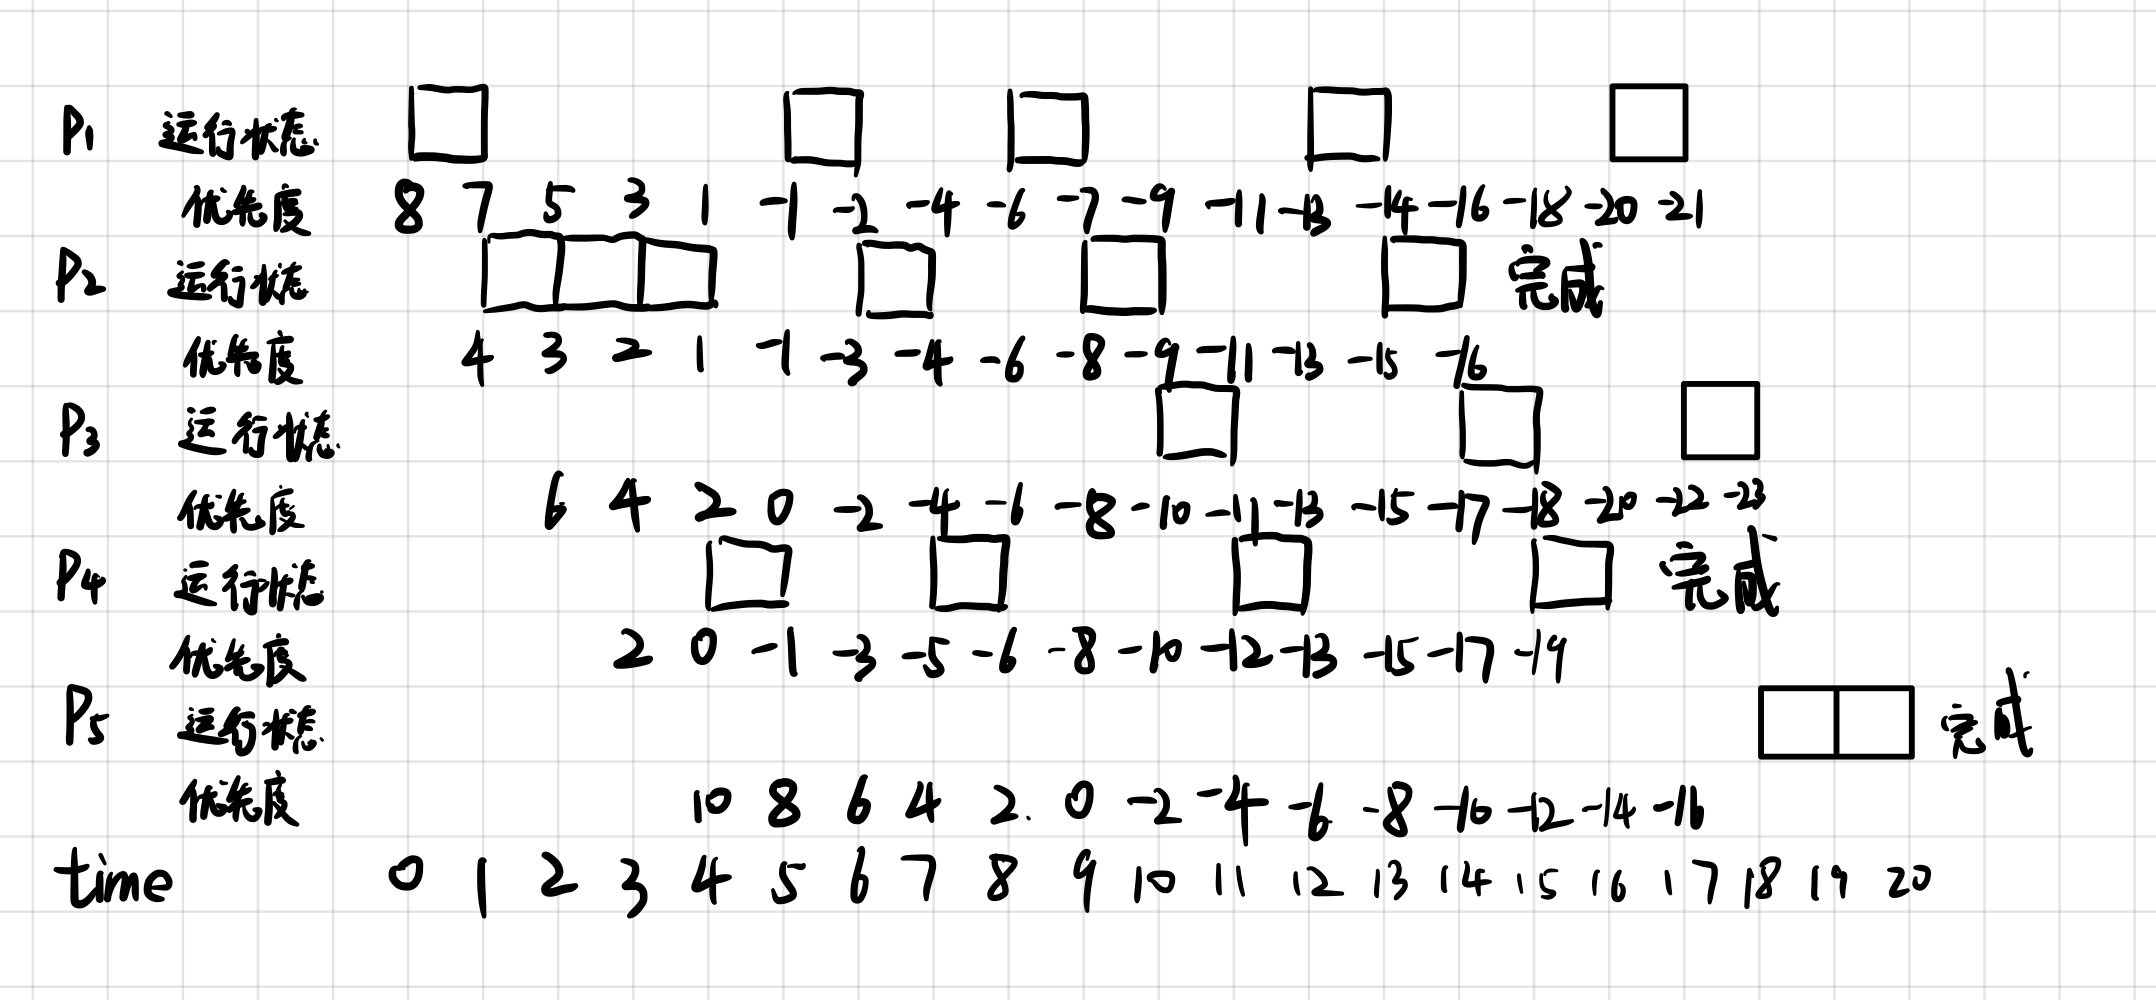 P1 运行状态
优先度 8 7 5 3 1 -1 -2 -4 -6 -7 -9 -11 -13 -14 -16 -18 -20 -21
P2 运行状态 完成
优先度 4 3 2 1 -1 -3 -4 -6 -8 -9 -11 -13 -15 -16
P3 运行状态
优先度 6 4 2 0 -2 -4 -6 -8 -10 -11 -13 -15 -17 -18 -20 -22 -23
P4 运行状态 完成
优先度 2 0 -1 -3 -5 -6 -8 -10 -12 -13 -15 -17 -19
P5 运行状态 完成
优先度 10 8 6 4 2. 0 -2 -4 -6 -8 -10 -12 -14 -16
time 0 1 2 3 4 5 6 7 8 9 10 11 12 13 14 15 16 17 18 19 20